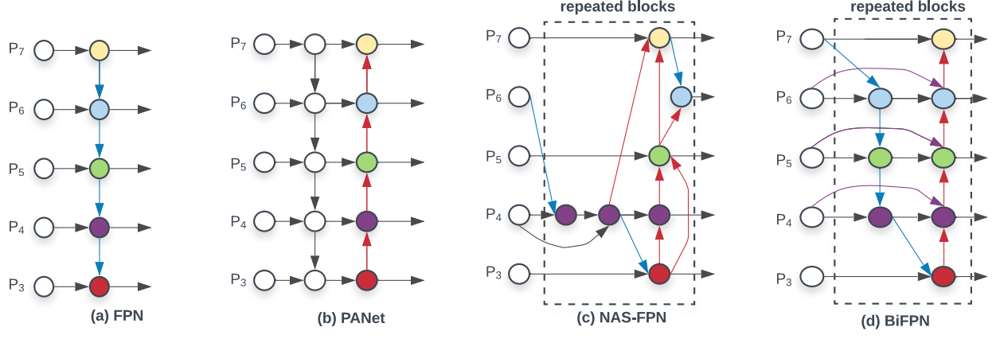 repeated blocks
repeated blocks
P7
P6
P5
P4
P3
(a) FPN
P7
P6
P5
P4
P3
(b) PANet
P7
P6
P5
P4
P3
(c) NAS-FPN
P7
P6
P5
P4
P3
(d) BiFPN